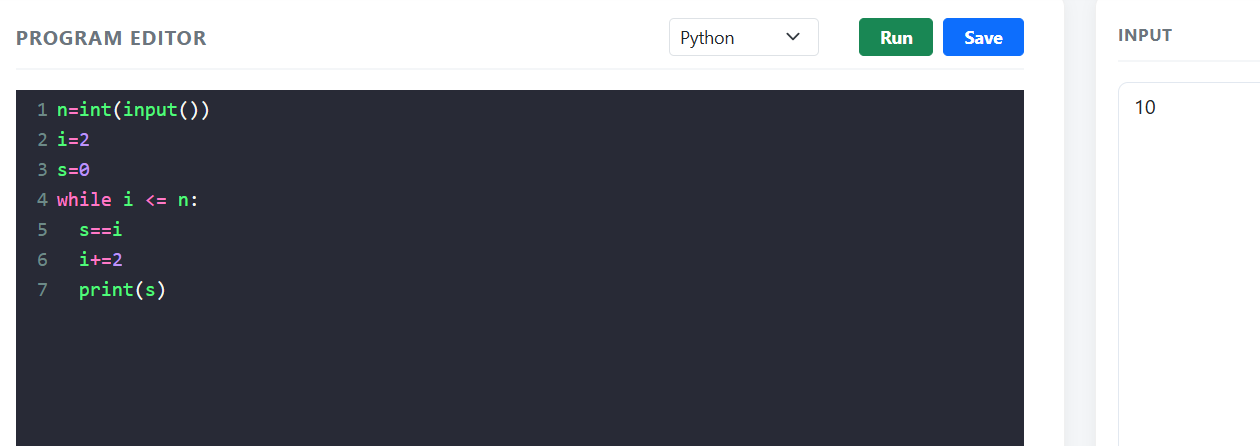 PROGRAM EDITOR
Python
Run
Save
1 n=int(input())
2 i=2
3 s=0
4 while i <= n:
5   s==i
6   i+=2
7   print(s)
INPUT
10